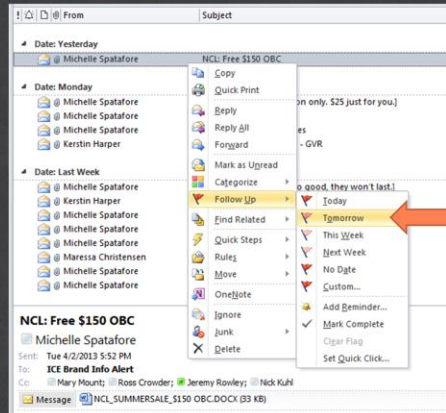 From Subject
Date: Yesterday
Michelle Spatafore NCL: Free $150 OBC
Date: Monday
Michelle Spatafore on only. $25 just for you.]
Michelle Spatafore
Michelle Spatafore es
Kerstin Harper - GVR
Date: Last Week
Michelle Spatafore o good, they won't last.]
Kerstin Harper
Michelle Spatafore
Michelle Spatafore
Michelle Spatafore
Maressa Christensen
Michelle Spatafore
Michelle Spatafore
Copy
Quick Print
Reply
Reply All
Forward
Mark as Unread
Categorize
Follow Up
Find Related
Quick Steps
Rules
Move
OneNote
Ignore
Junk
Delete
Today
Tomorrow
This Week
Next Week
No Date
Custom...
Add Reminder...
Mark Complete
Clear Flag
Set Quick Click...
NCL: Free $150 OBC
Michelle Spatafore
Sent: Tue 4/2/2013 5:52 PM
To: ICE Brand Info Alert
Cc: Mary Mount; Ross Crowder; Jeremy Rowley; Nick Kuhl
Message NCL_SUMMERSALE_$150 OBC.DOCX (33 KB)